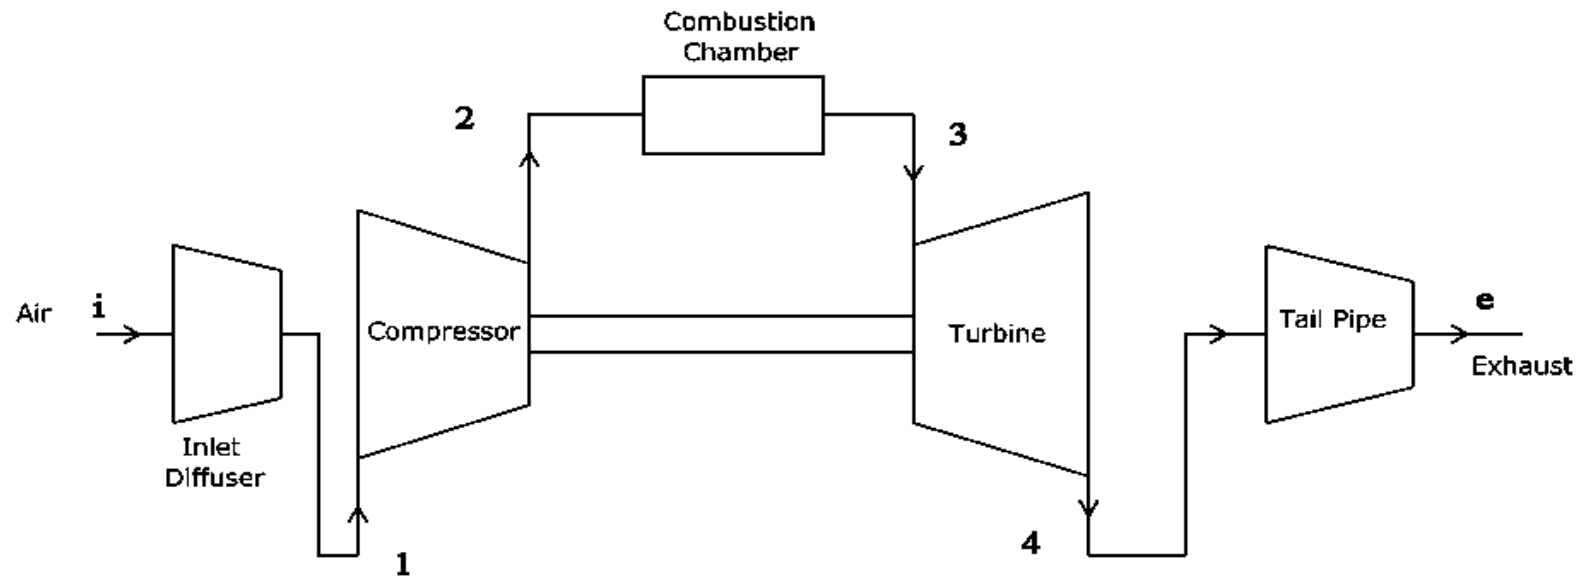 Combustion
Chamber
2
3
Air
i
Compressor
Turbine
Tail Pipe
e
Exhaust
Inlet
Diffuser
1
4